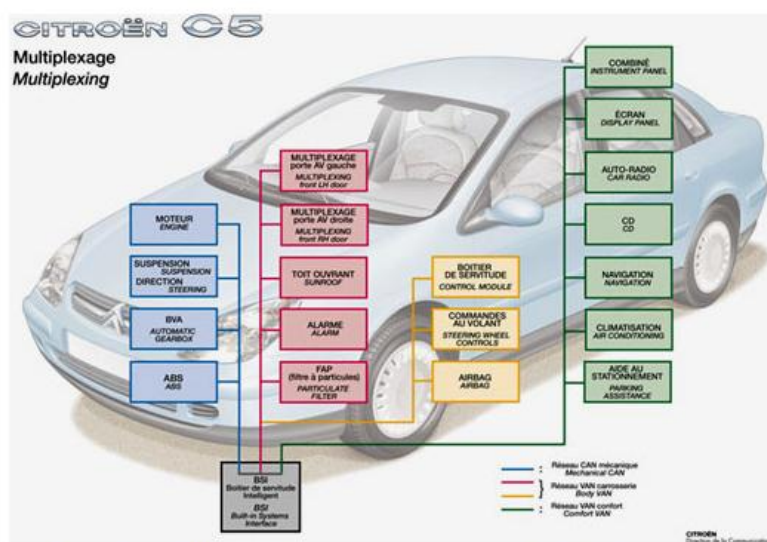 CITROËN C5
Multiplexage
Multiplexing
MOTEUR
ENGINE
SUSPENSION
SUSPENSION
DIRECTION
STEERING
BVA
AUTOMATIC
GEARBOX
ABS
ABS
MULTIPLEXAGE
porte AV gauche
MULTIPLEXING
front LH door
MULTIPLEXAGE
porte AV droite
MULTIPLEXING
front RH door
TOIT OUVRANT
SUNROOF
ALARME
ALARM
FAP
(filtre à particules)
PARTICULATE
FILTER
BOITIER
DE SERVITUDE
CONTROL MODULE
COMMANDES
AU VOLANT
STEERING WHEEL
CONTROLS
AIRBAG
AIRBAG
COMBINÉ
INSTRUMENT PANEL
ÉCRAN
DISPLAY PANEL
AUTO-RADIO
CAR RADIO
CD
CD
NAVIGATION
NAVIGATION
CLIMATISATION
AIR CONDITIONING
AIDE AU
STATIONNEMENT
PARKING
ASSISTANCE
BSI
Boitier de servitude
Intelligent
BSI
Built-in Systems
Interface
: Réseau CAN mécanique
Mechanical CAN
} Réseau VAN carrosserie
Body VAN
: Réseau VAN confort
Comfort VAN
CITROËN
Direction de la Communication